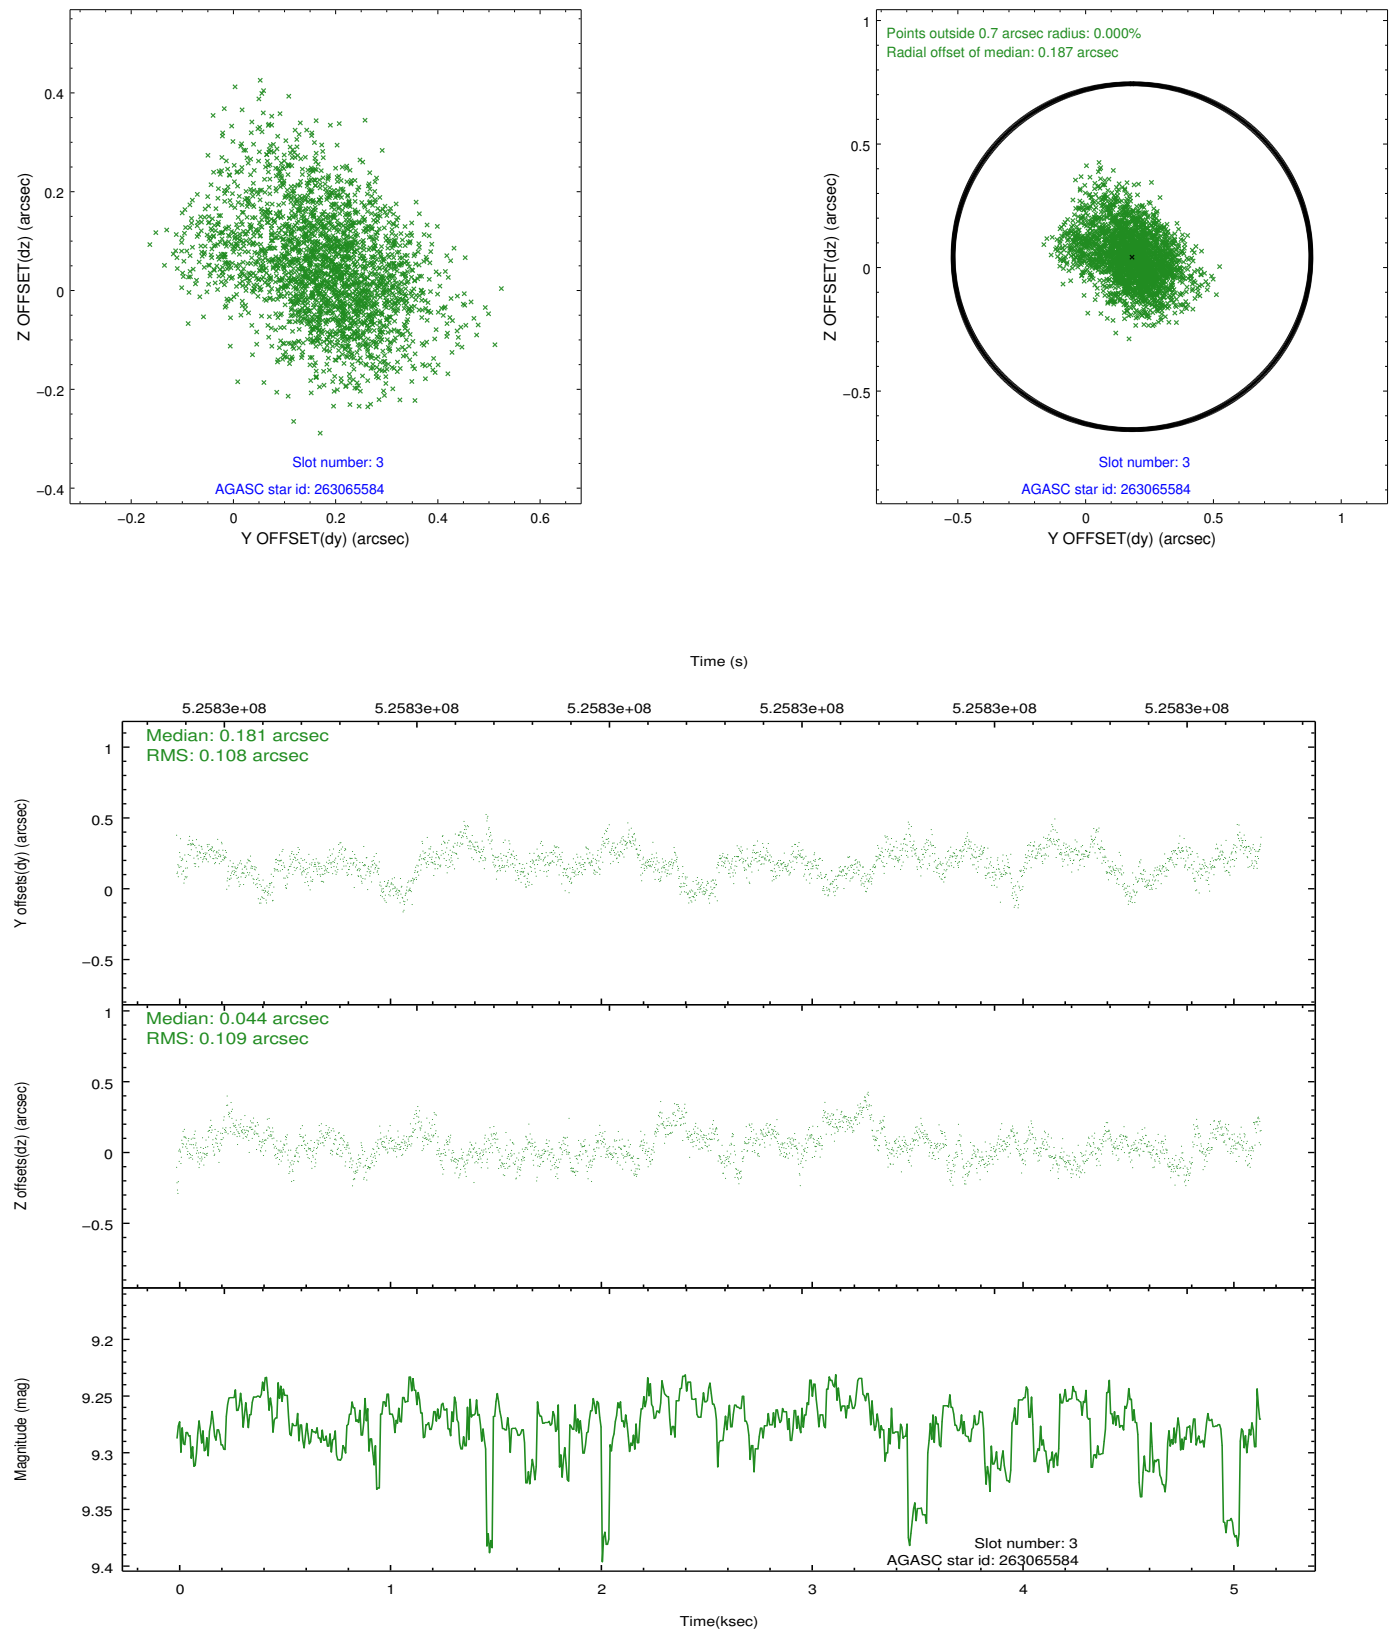 0.4
0.2
0
−0.2
−0.4
Z OFFSET(dz) (arcsec)
Slot number: 3
AGASC star id: 263065584
−0.2 0 0.2 0.4 0.6
Y OFFSET(dy) (arcsec)
Points outside 0.7 arcsec radius: 0.000%
Radial offset of median: 0.187 arcsec
1
0.5
0
−0.5
Z OFFSET(dz) (arcsec)
Slot number: 3
AGASC star id: 263065584
−0.5 0 0.5 1
Y OFFSET(dy) (arcsec)
Time (s)
5.2583e+08 5.2583e+08 5.2583e+08 5.2583e+08 5.2583e+08 5.2583e+08
Median: 0.181 arcsec
RMS: 0.108 arcsec
1
0.5
0
−0.5
Y offsets(dy) (arcsec)
Median: 0.044 arcsec
RMS: 0.109 arcsec
1
0.5
0
−0.5
Z offsets(dz) (arcsec)
9.2
9.25
9.3
9.35
9.4
Magnitude (mag)
Slot number: 3
AGASC star id: 263065584
0 1 2 3 4 5
Time(ksec)